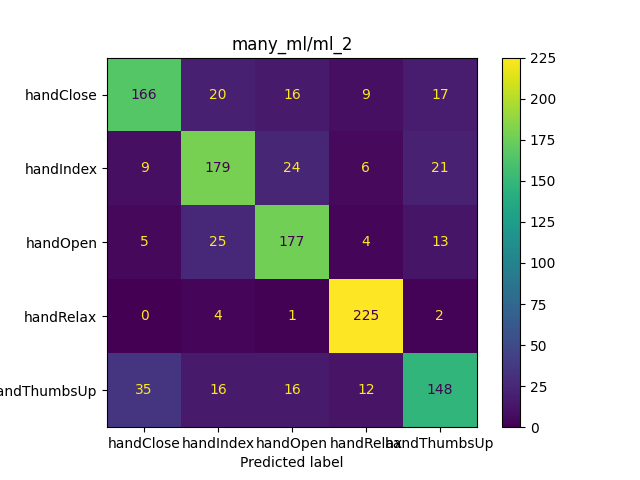 many_ml/ml_2
handClose 166 20 16 9 17
handIndex 9 179 24 6 21
handOpen 5 25 177 4 13
handRelax 0 4 1 225 2
andThumbsUp 35 16 16 12 148
handClose handIndex handOpen handRelax handThumbsUp
Predicted label
225
200
175
150
125
100
75
50
25
0